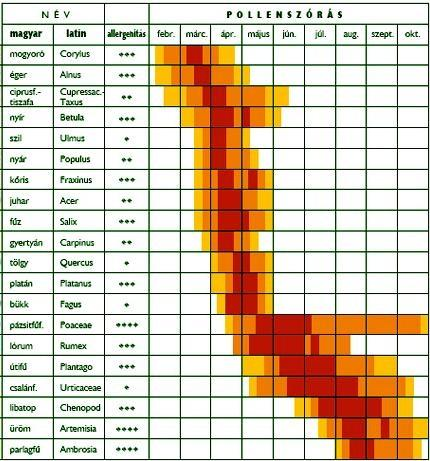 NÉV POLLENSZÓRÁS
magyar latin allergenitás febr. márc. ápr. május jún. júl. aug. szept. okt.
mogyoró Corylus ***
éger Alnus ***
ciprusf.- Cupressac.-
tiszafa Taxus **
nyír Betula ***
szil Ulmus *
nyár Populus **
kőris Fraxinus ***
juhar Acer **
fűz Salix ***
gyertyán Carpinus **
tölgy Quercus *
platán Platanus ***
bükk Fagus *
pázsitfűf. Poaceae ****
lórum Rumex ***
útifű Plantago ***
csalánf. Urticaceae *
libatop Chenopod ***
üröm Artemisia ****
parlagfű Ambrosia ****